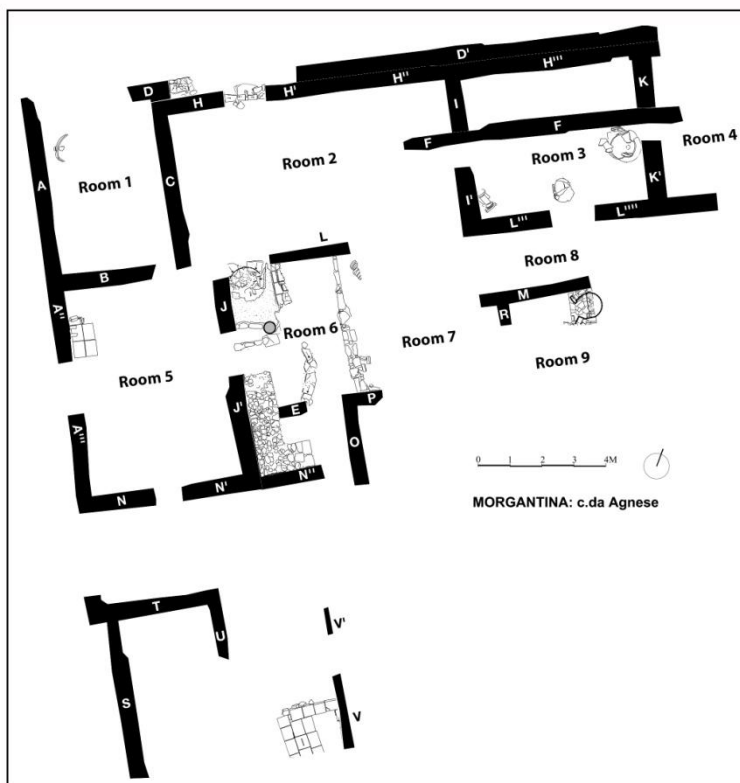 D'
H'''
D
H
H'
H''
I
K
F
F
Room 3
Room 4
Room 2
A
Room 1
C
I'
K'
L'''
L''''
L
Room 8
B
J
M
R
A''
Room 6
Room 7
Room 9
Room 5
J'
E
P
A'''
O
N
N'
N''
0 1 2 3 4M
MORGANTINA: c.da Agnese
T
U
V'
S
V